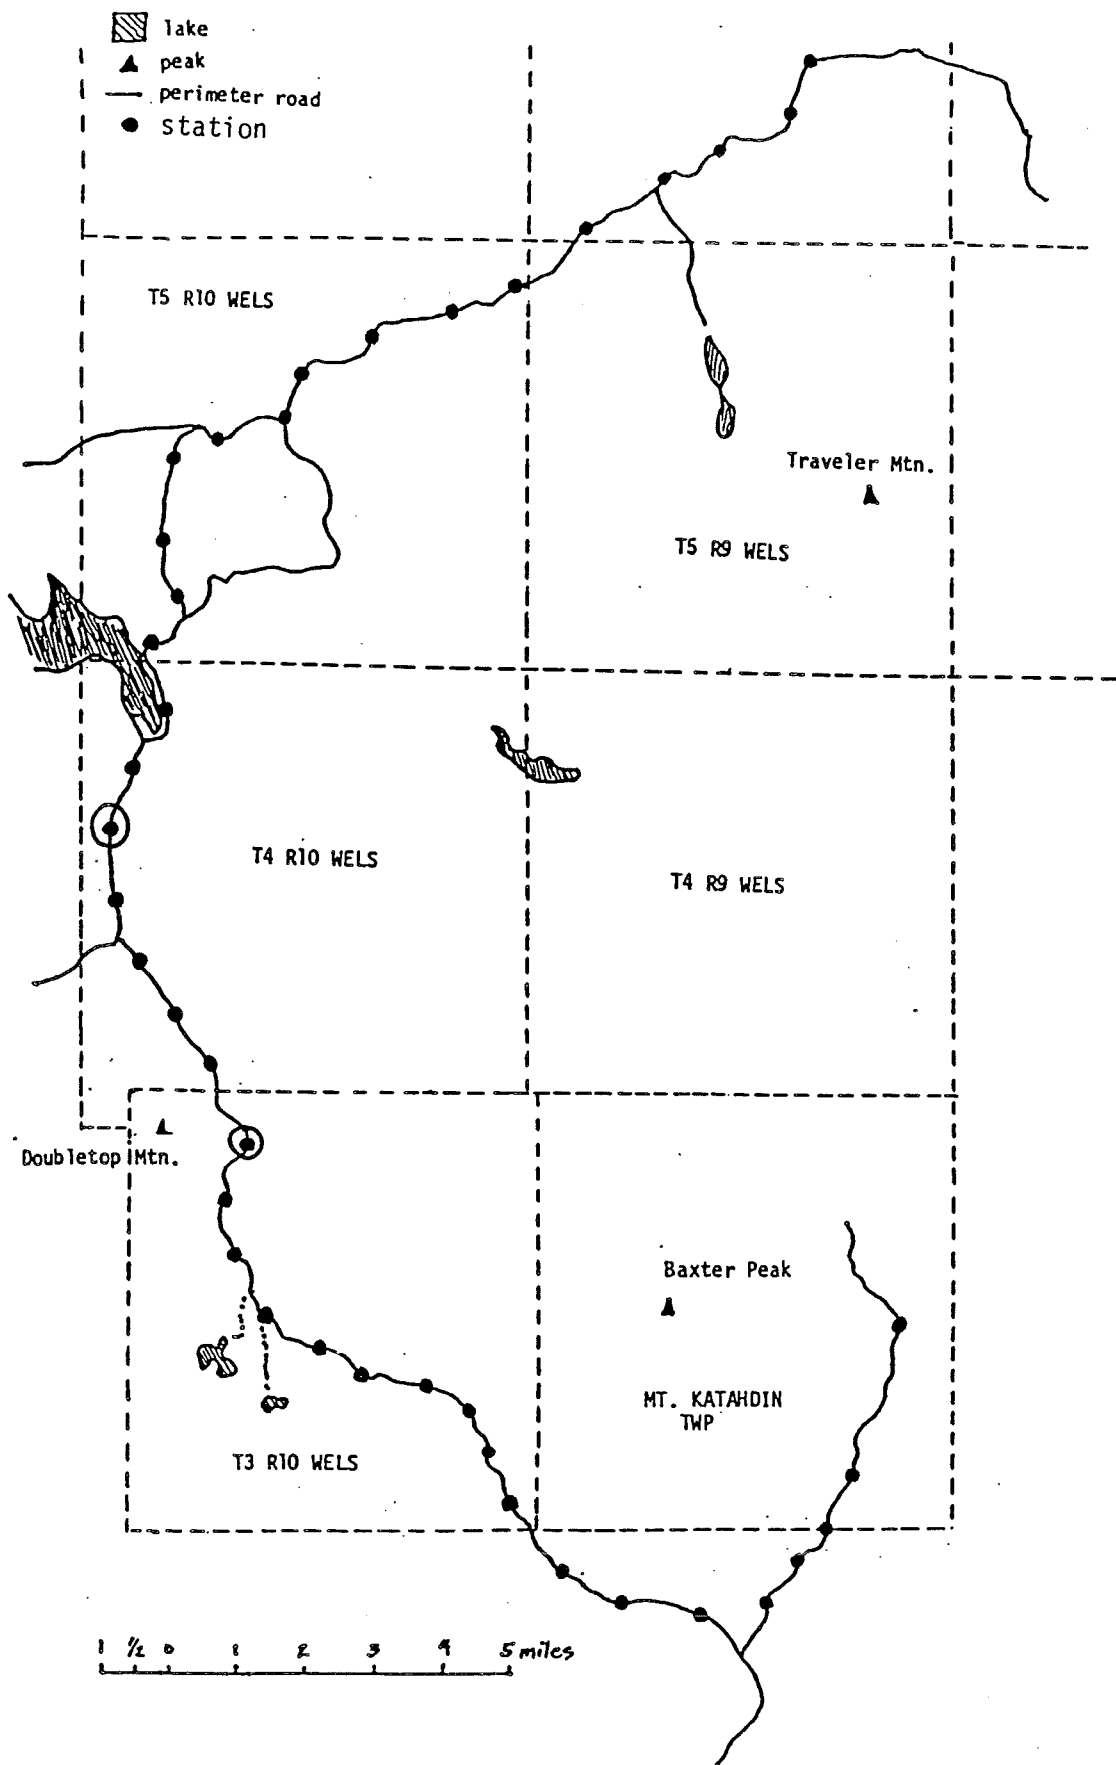 lake
peak
perimeter road
station
T5 R10 WELS
Traveler Mtn.
T5 R9 WELS
T4 R10 WELS
T4 R9 WELS
Doubletop Mtn.
Baxter Peak
MT. KATAHDIN
TWP
T3 R10 WELS
1 1/2 0 1 2 3 4 5 miles